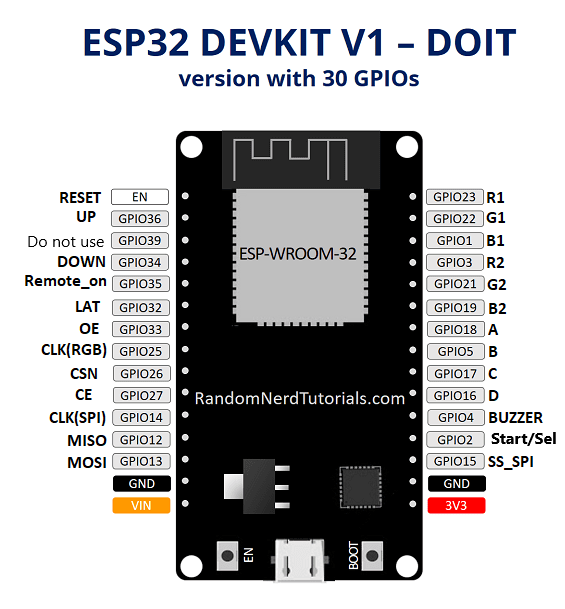 ESP32 DEVKIT V1 – DOIT
version with 30 GPIOs
RESET EN GPIO23 R1
UP GPIO36 GPIO22 G1
Do not use GPIO39 GPIO1 B1
DOWN GPIO34 GPIO3 R2
Remote_on GPIO35 GPIO21 G2
LAT GPIO32 GPIO19 B2
OE GPIO33 GPIO18 A
CLK(RGB) GPIO25 GPIO5 B
CSN GPIO26 GPIO17 C
CE GPIO27 GPIO16 D
CLK(SPI) GPIO14 GPIO4 BUZZER
MISO GPIO12 GPIO2 Start/Sel
MOSI GPIO13 GPIO15 SS_SPI
GND GND
VIN 3V3
ESP-WROOM-32
RandomNerdTutorials.com
EN
BOOT